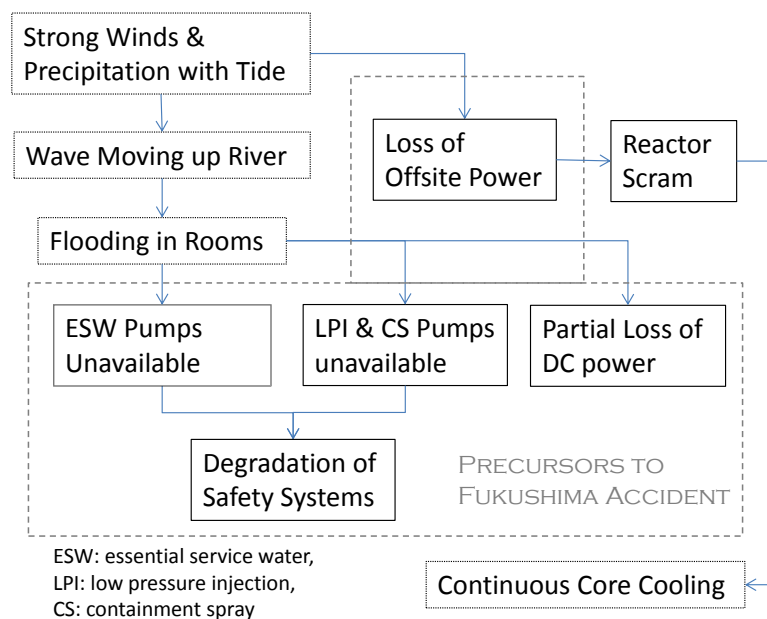 Strong Winds &
Precipitation with Tide
Wave Moving up River
Loss of
Offsite Power
Reactor
Scram
Flooding in Rooms
ESW Pumps
Unavailable
LPI & CS Pumps
unavailable
Partial Loss of
DC power
Degradation of
Safety Systems
PRECURSORS TO
FUKUSHIMA ACCIDENT
ESW: essential service water,
LPI: low pressure injection,
CS: containment spray
Continuous Core Cooling